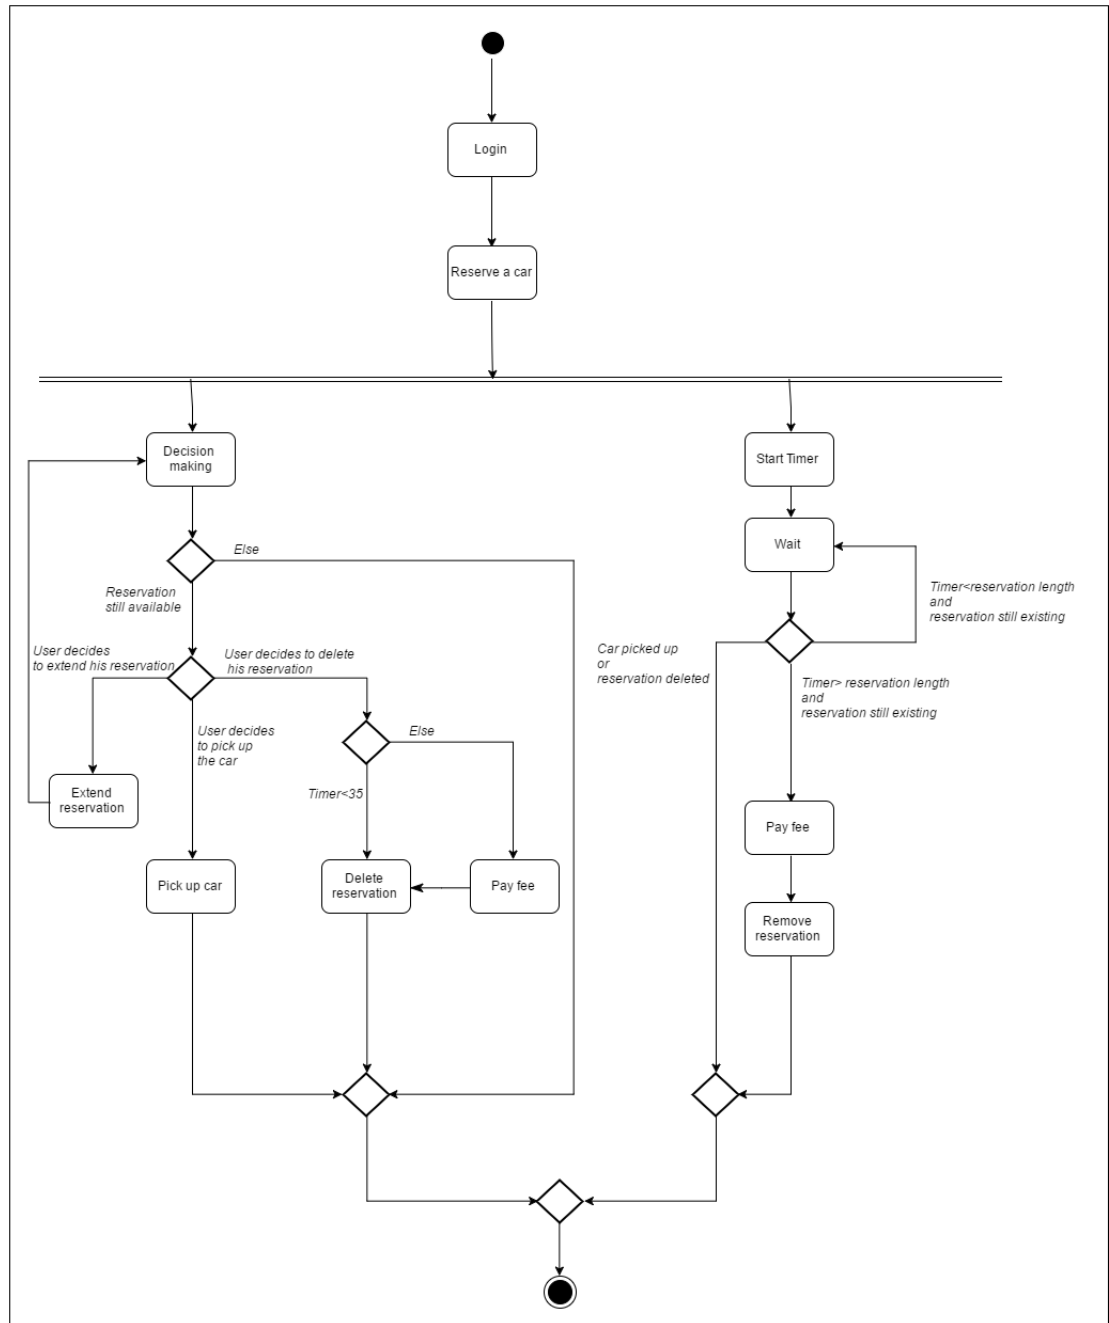 Login
Reserve a car
Decision
making
Start Timer
Wait
Else
Reservation
still available
Timer<reservation length
and
reservation still existing
User decides
to extend his reservation
User decides to delete
his reservation
Car picked up
or
reservation deleted
Timer> reservation length
and
reservation still existing
User decides
to pick up
the car
Else
Extend
reservation
Timer<35
Pay fee
Pick up car
Delete
reservation
Pay fee
Remove
reservation